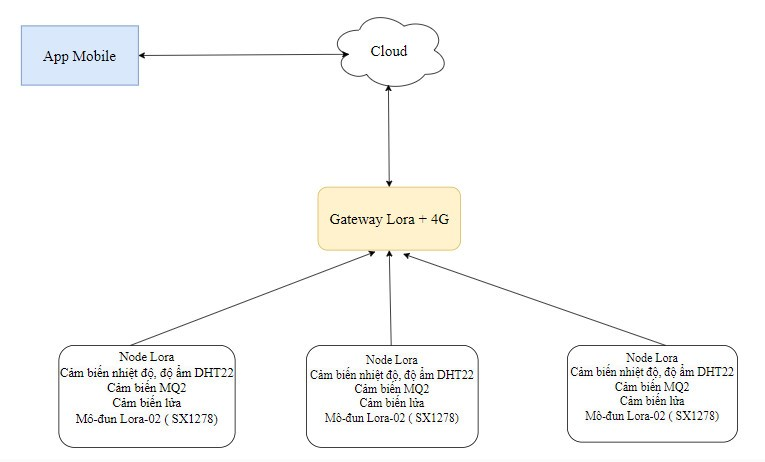 App Mobile
Cloud
Gateway Lora + 4G
Node Lora
Cảm biến nhiệt độ, độ ẩm DHT22
Cảm biến MQ2
Cảm biến lửa
Mô-đun Lora-02 ( SX1278)
Node Lora
Cảm biến nhiệt độ, độ ẩm DHT22
Cảm biến MQ2
Cảm biến lửa
Mô-đun Lora-02 ( SX1278)
Node Lora
Cảm biến nhiệt độ, độ ẩm DHT22
Cảm biến MQ2
Cảm biến lửa
Mô-đun Lora-02 ( SX1278)